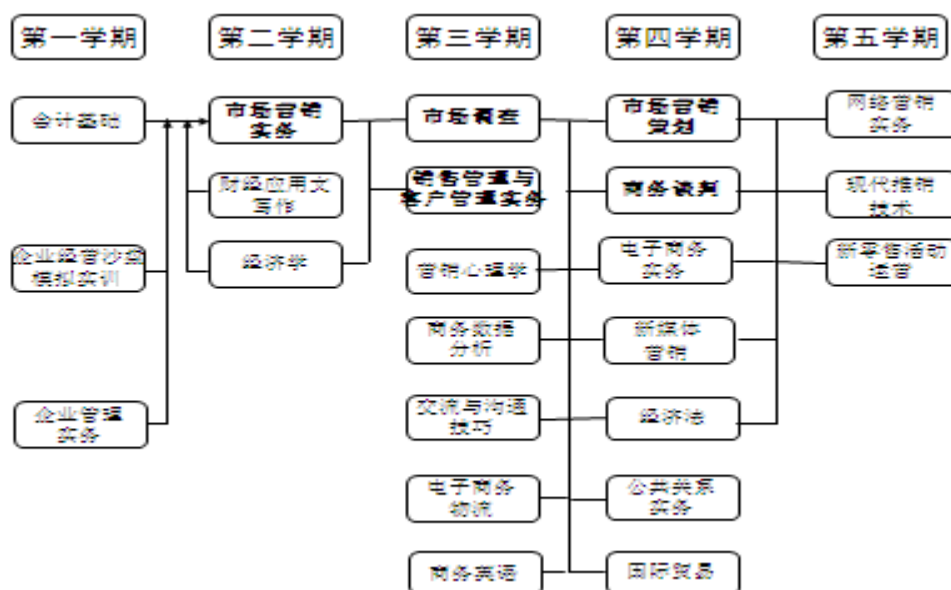 第一学期
第二学期
第三学期
第四学期
第五学期
会计基础
市场营销
实务
市场调查
市场营销
策划
网络营销
实务
财经应用文
写作
销售管理与
客户管理实务
商务谈判
现代推销
技术
企业经营沙盘
模拟实训
经济学
营销心理学
电子商务
实务
新零售活动
运营
商务数据
分析
新媒体
营销
企业管理
实务
交流与沟通
技巧
经济法
电子商务
物流
公共关系
实务
商务英语
国际贸易